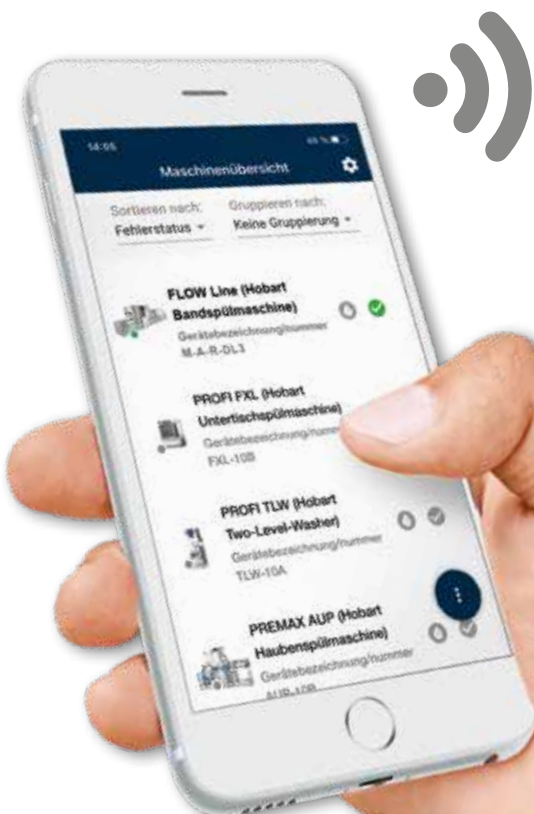 14:05
Maschinenübersicht
Sortieren nach: Gruppieren nach:
Fehlerstatus Keine Gruppierung
FLOW Line (Hobart
Bandspülmaschine)
Gerätebezeichnung/nummer
M-A-R-DL3
PROFI FXL (Hobart
Untertischspülmaschine)
Gerätebezeichnung/nummer
FXL-10B
PROFI TLW (Hobart
Two-Level-Washer)
Gerätebezeichnung/nummer
TLW-10A
PREMAX AUP (Hobart
Haubenspülmaschine)
Gerätebezeichnung/nummer
AUP-10B